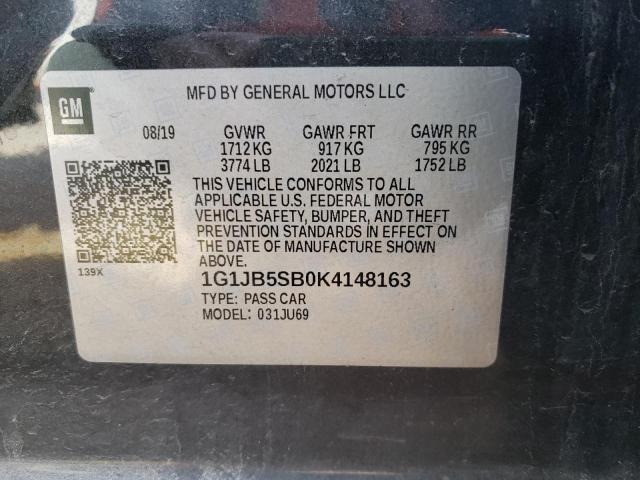 GM
MFD BY GENERAL MOTORS LLC
08/19 GVWR GAWR FRT GAWR RR
1712 KG 917 KG 795 KG
3774 LB 2021 LB 1752 LB
THIS VEHICLE CONFORMS TO ALL
APPLICABLE U.S. FEDERAL MOTOR
VEHICLE SAFETY, BUMPER, AND THEFT
PREVENTION STANDARDS IN EFFECT ON
THE DATE OF MANUFACTURE SHOWN
ABOVE.
139X
1G1JB5SB0K4148163
TYPE: PASS CAR
MODEL: 031JU69